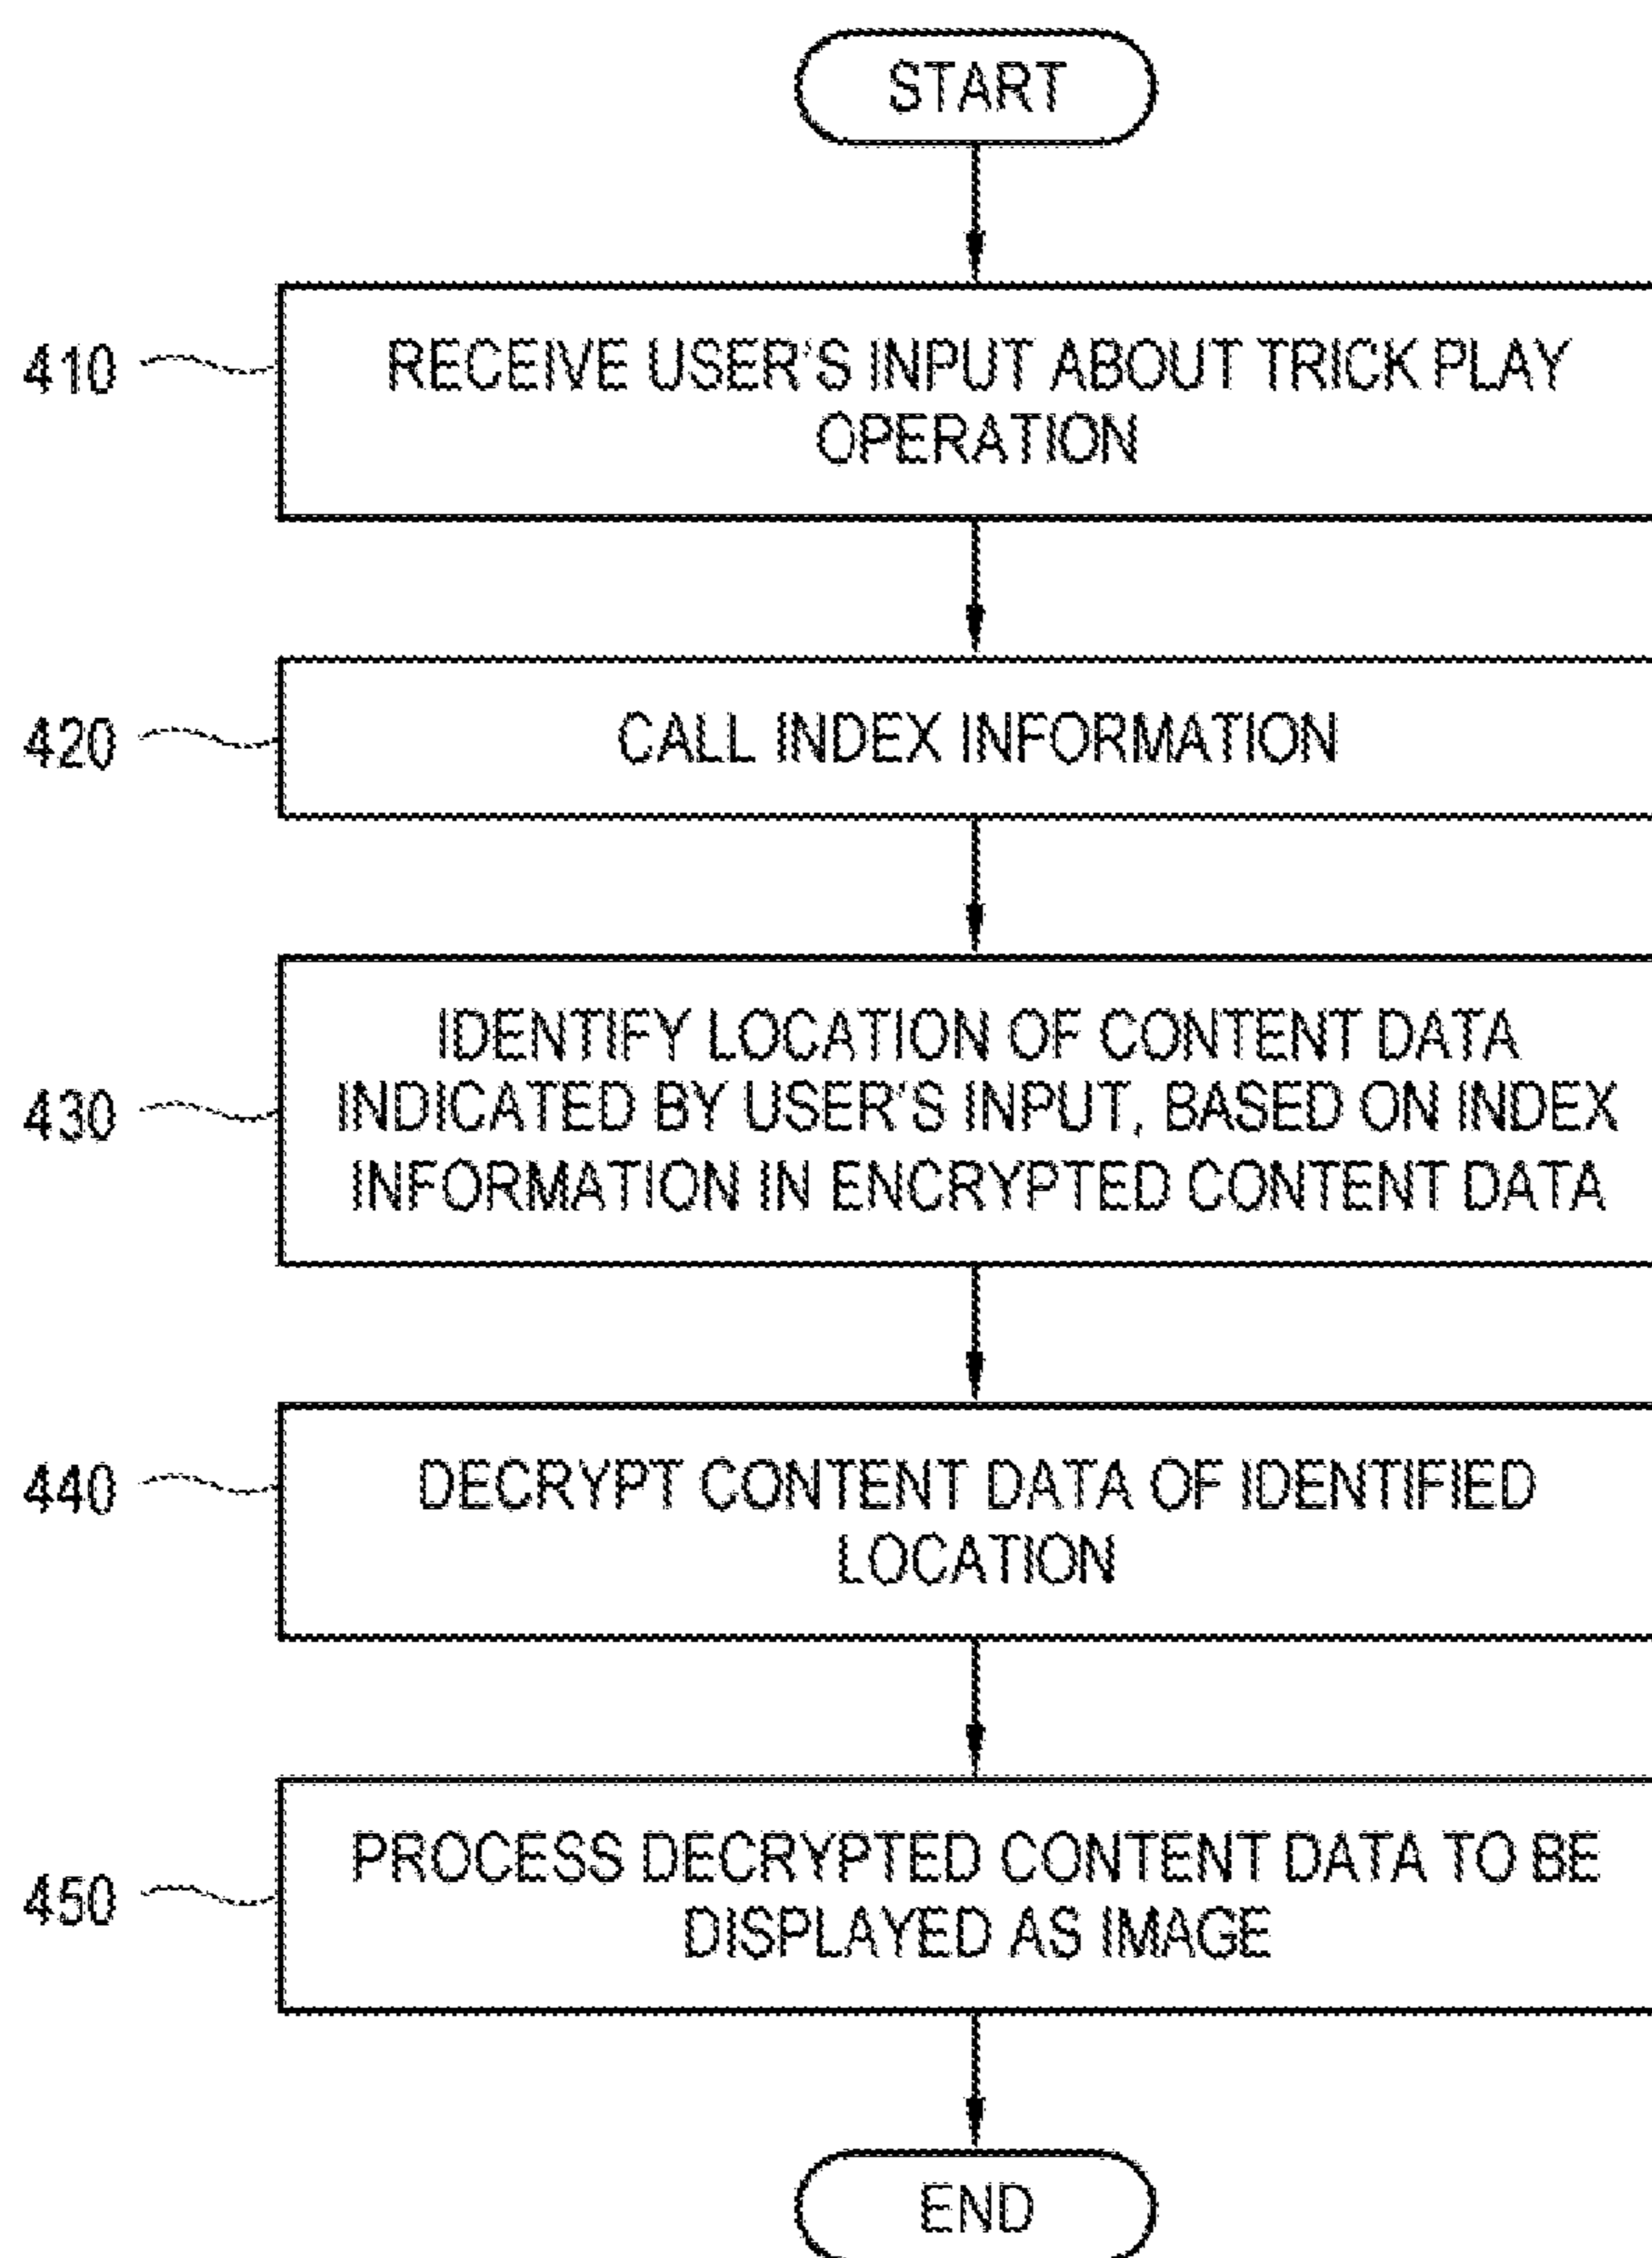 START
410
RECEIVE USER'S INPUT ABOUT TRICK PLAY
OPERATION
420
CALL INDEX INFORMATION
430
IDENTIFY LOCATION OF CONTENT DATA
INDICATED BY USER'S INPUT, BASED ON INDEX
INFORMATION IN ENCRYPTED CONTENT DATA
440
DECRYPT CONTENT DATA OF IDENTIFIED
LOCATION
450
PROCESS DECRYPTED CONTENT DATA TO BE
DISPLAYED AS IMAGE
END